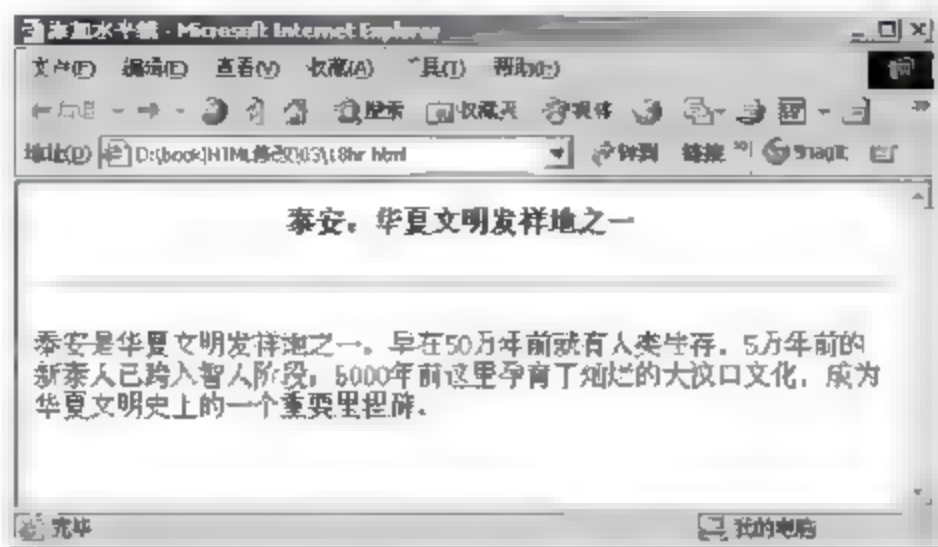 添加水平线 - Microsoft Internet Explorer
文件(F) 编辑(E) 查看(V) 收藏(A) 工具(T) 帮助(H)
后退 搜索 收藏夹 媒体
地址(D) D:\book\HTML修改\03\18hr html 转到 链接 SnagIt
泰安，华夏文明发祥地之一
泰安是华夏文明发祥地之一。早在50万年前就有人类生存，5万年前的
新泰人已跨入智人阶段；5000年前这里孕育了灿烂的大汶口文化，成为
华夏文明史上的一个重要里程碑。
完毕 我的电脑